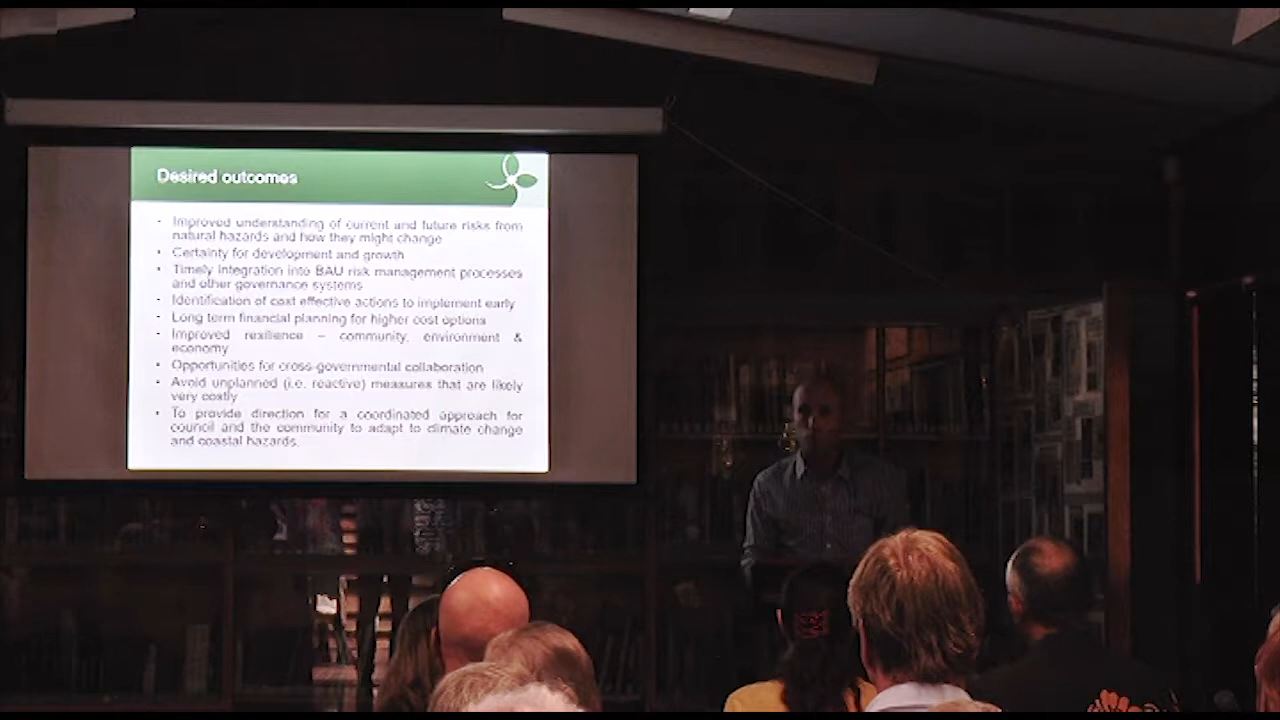 Desired outcomes
- Improved understanding of current and future risks from
natural hazards and how they might change
- Certainty for development and growth
- Timely integration into BAU risk management processes
and other governance systems
- Identification of cost effective actions to implement early
- Long term financial planning for higher cost options
- Improved resilience – community, environment &
economy
- Opportunities for cross-governmental collaboration
- Avoid unplanned (i.e. reactive) measures that are likely
very costly
- To provide direction for a coordinated approach for
council and the community to adapt to climate change
and coastal hazards.